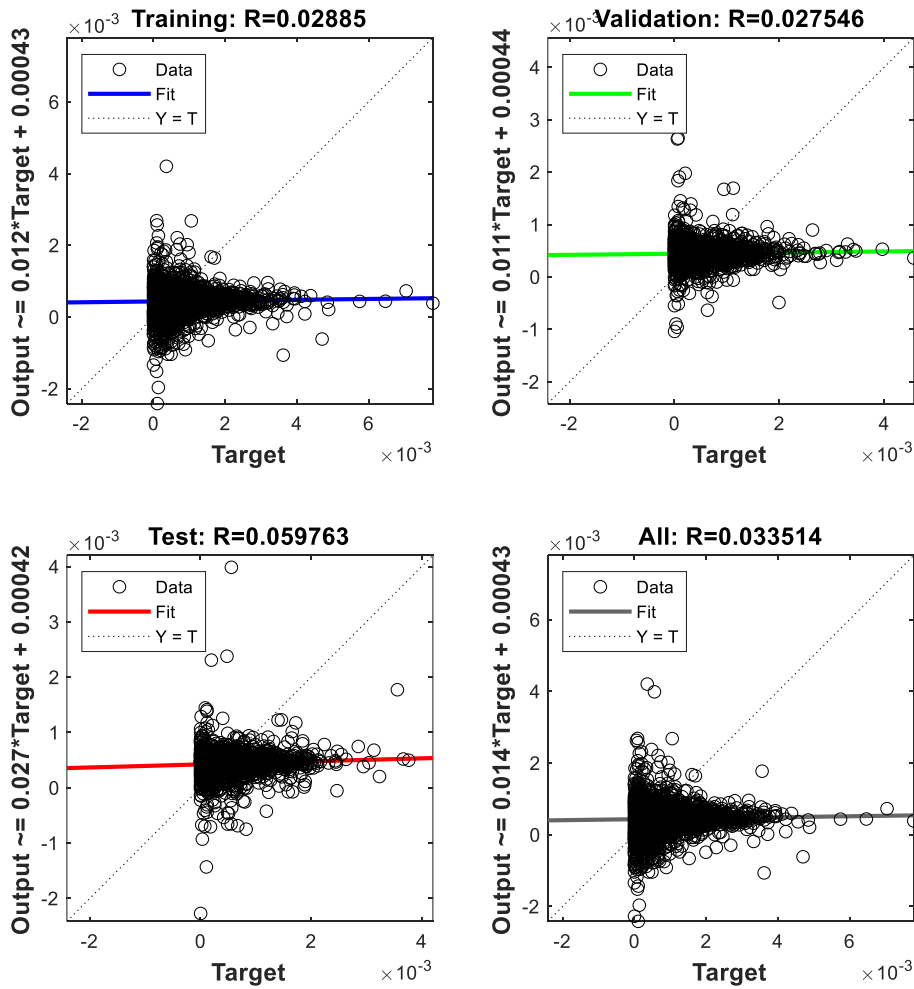 Training: R=0.02885
×10-3
Output ~= 0.012*Target + 0.00043
6
4
2
0
-2
Data
Fit
Y = T
-2 0 2 4 6
Target
×10-3
Validation: R=0.027546
×10-3
Output ~= 0.011*Target + 0.00044
4
3
2
1
0
-1
-2
Data
Fit
Y = T
-2 0 2 4
Target
×10-3
Test: R=0.059763
×10-3
Output ~= 0.027*Target + 0.00042
4
3
2
1
0
-1
-2
Data
Fit
Y = T
-2 0 2 4
Target
×10-3
All: R=0.033514
×10-3
Output ~= 0.014*Target + 0.00043
6
4
2
0
-2
Data
Fit
Y = T
-2 0 2 4 6
Target
×10-3